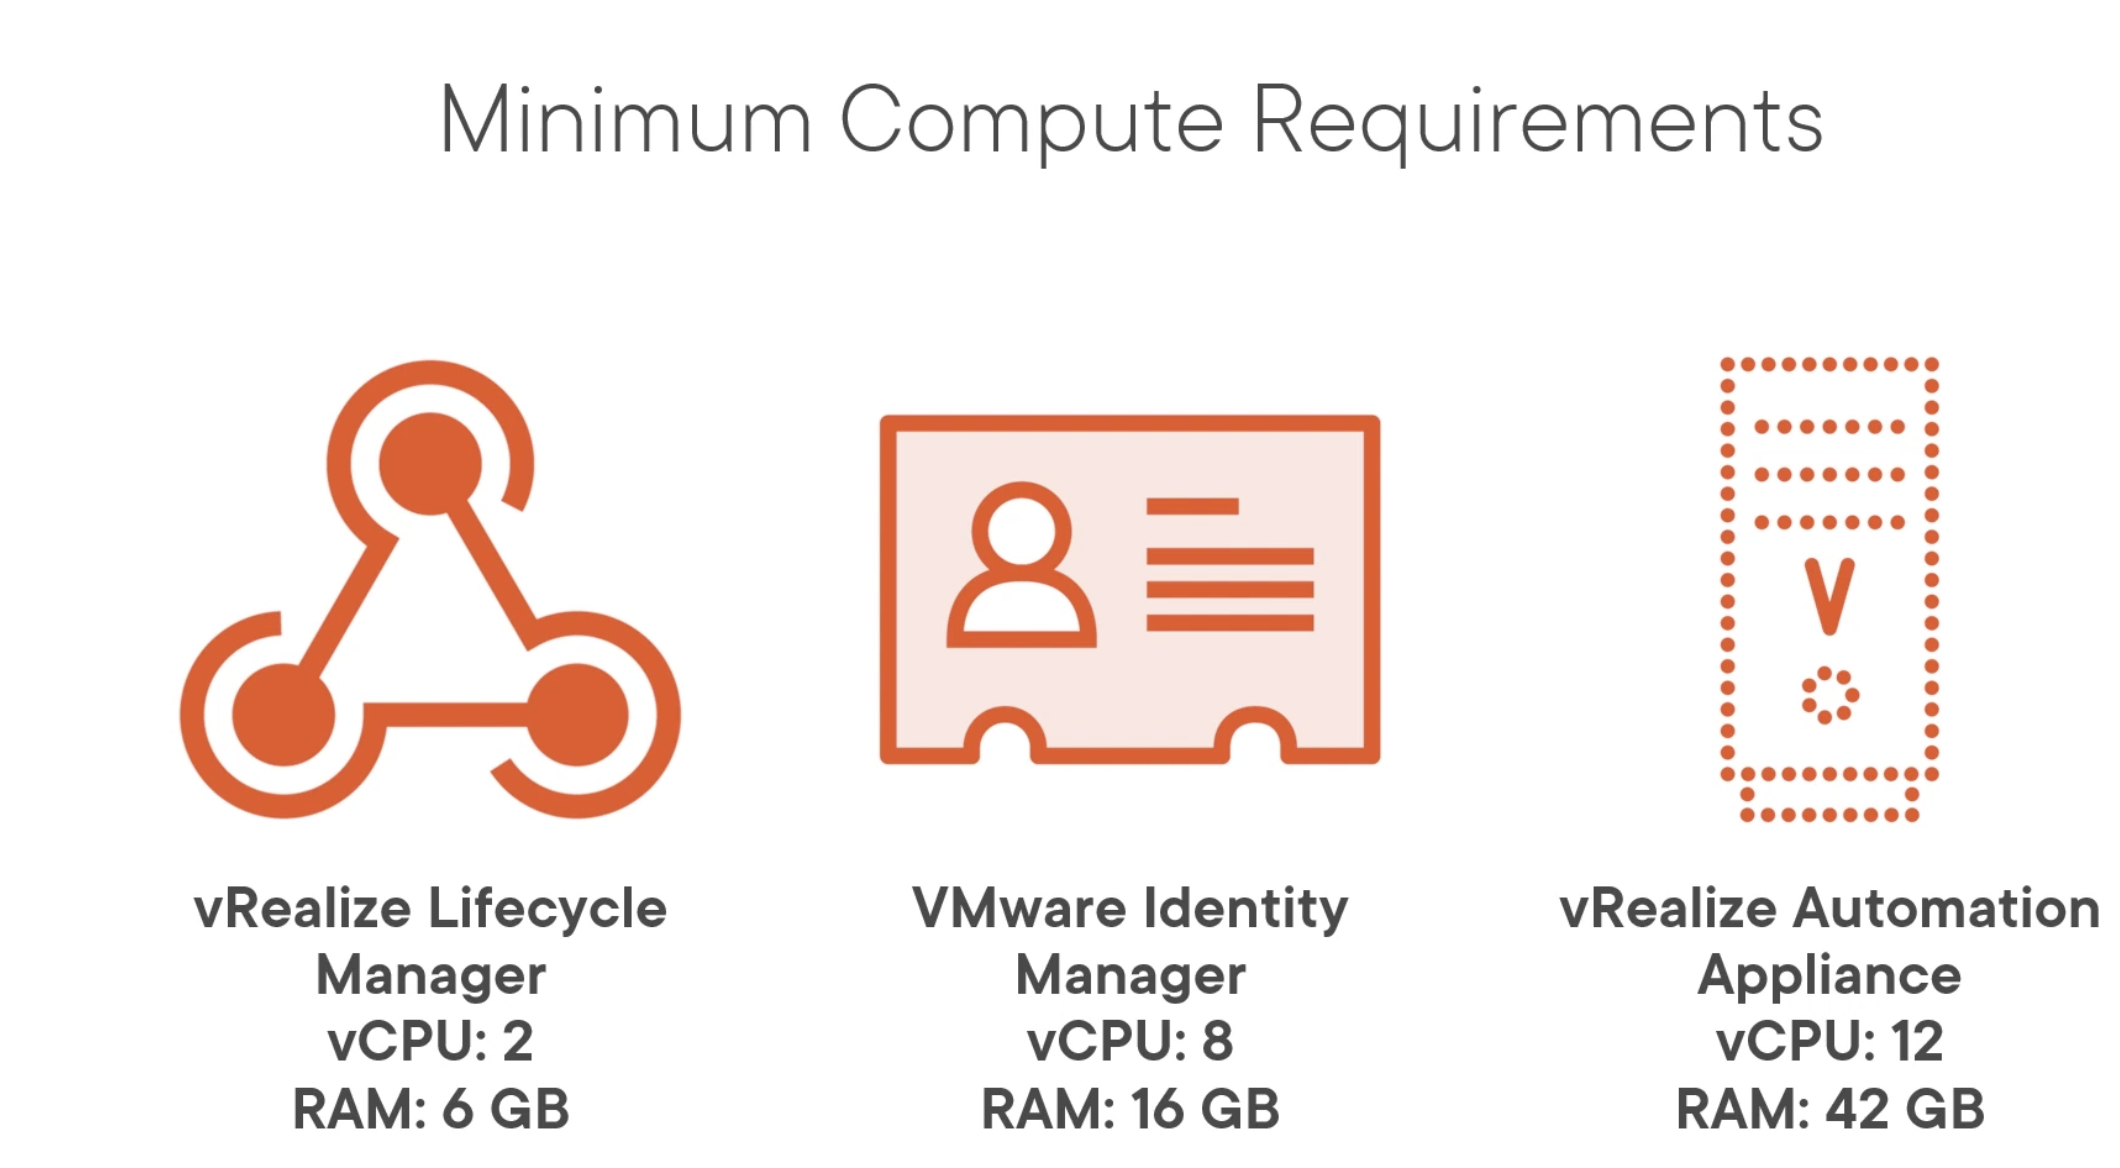 Minimum Compute Requirements
vRealize Lifecycle
Manager
vCPU: 2
RAM: 6 GB
VMware Identity
Manager
vCPU: 8
RAM: 16 GB
V
vRealize Automation
Appliance
vCPU: 12
RAM: 42 GB